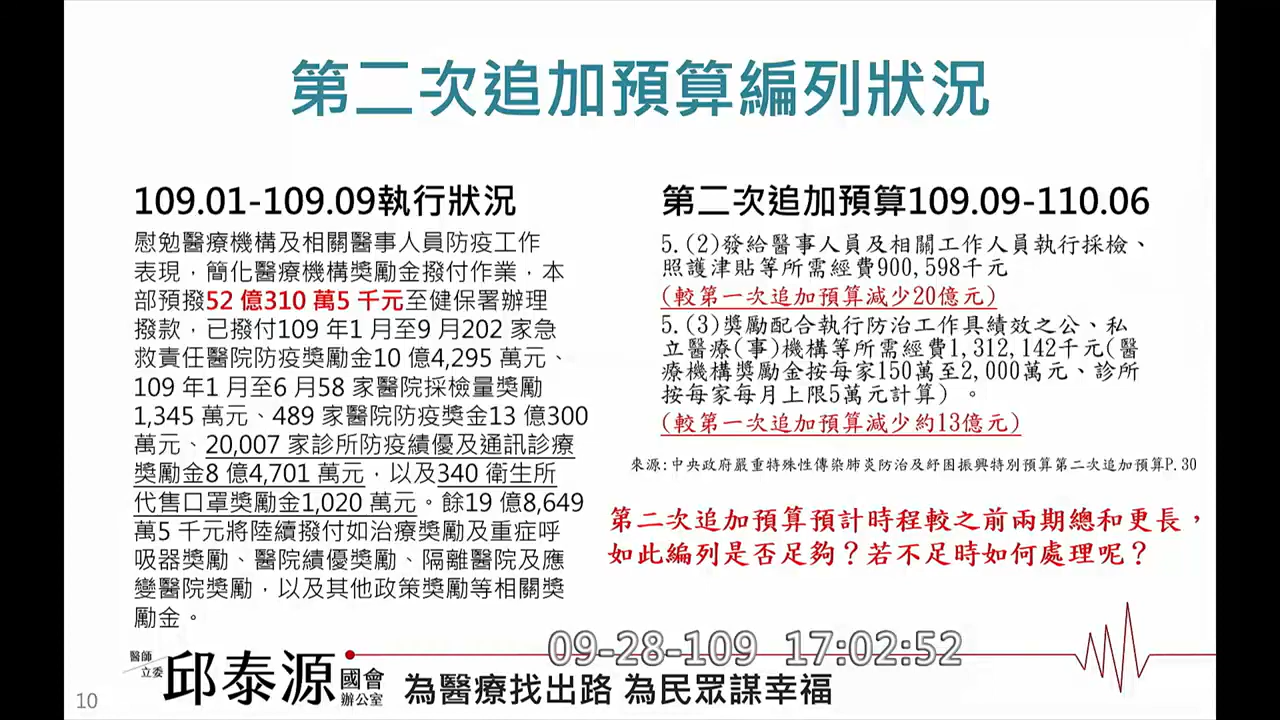 第二次追加預算編列狀況
109.01-109.09執行狀況
慰勉醫療機構及相關醫事人員防疫工作
表現，簡化醫療機構獎勵金撥付作業，本
部預撥52 億310 萬5 千元至健保署辦理
撥款，已撥付109 年1 月至9 月202 家急
救責任醫院防疫獎勵金10 億4,295 萬元、
109 年1 月至6 月58 家醫院採檢量獎勵
1,345 萬元、489 家醫院防疫獎金13 億300
萬元、20,007 家診所防疫績優及通訊診療
獎勵金8 億4,701 萬元，以及340 衛生所
代售口罩獎勵金1,020 萬元。餘19 億8,649
萬5 千元將陸續撥付如治療獎勵及重症呼
吸器獎勵、醫院績優獎勵、隔離醫院及應
變醫院獎勵，以及其他政策獎勵等相關獎
勵金。
第二次追加預算109.09-110.06
5.(2)發給醫事人員及相關工作人員執行採檢、
照護津貼等所需經費900,598千元
(較第一次追加預算減少20億元)
5.(3)獎勵配合執行防治工作具績效之公、私
立醫療(事)機構等所需經費1,312,142千元(醫
療機構獎勵金按每家150萬至2,000萬元、診所
按每家每月上限5萬元計算) 。
(較第一次追加預算減少約13億元)
來源:中央政府嚴重特殊性傳染肺炎防治及紓困振興特別預算第二次追加預算P.30
第二次追加預算預計時程較之前兩期總和更長，
如此編列是否足夠？若不足時如何處理呢？
09-28-109 17:02:52
醫師
立委
邱泰源
國會
辦公室
為醫療找出路 為民眾謀幸福
10